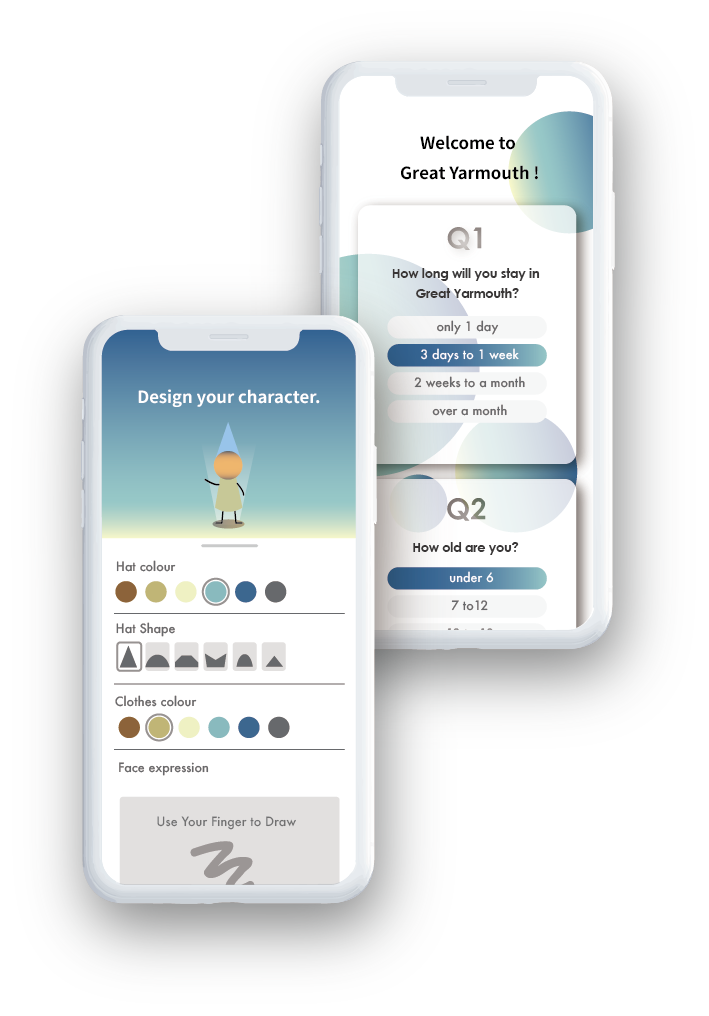 Welcome to
Great Yarmouth !
Q1
How long will you stay in
Great Yarmouth?
only 1 day
3 days to 1 week
2 weeks to a month
over a month
Q2
How old are you?
under 6
7 to12
Design your character.
Hat colour
Hat Shape
Clothes colour
Face expression
Use Your Finger to Draw